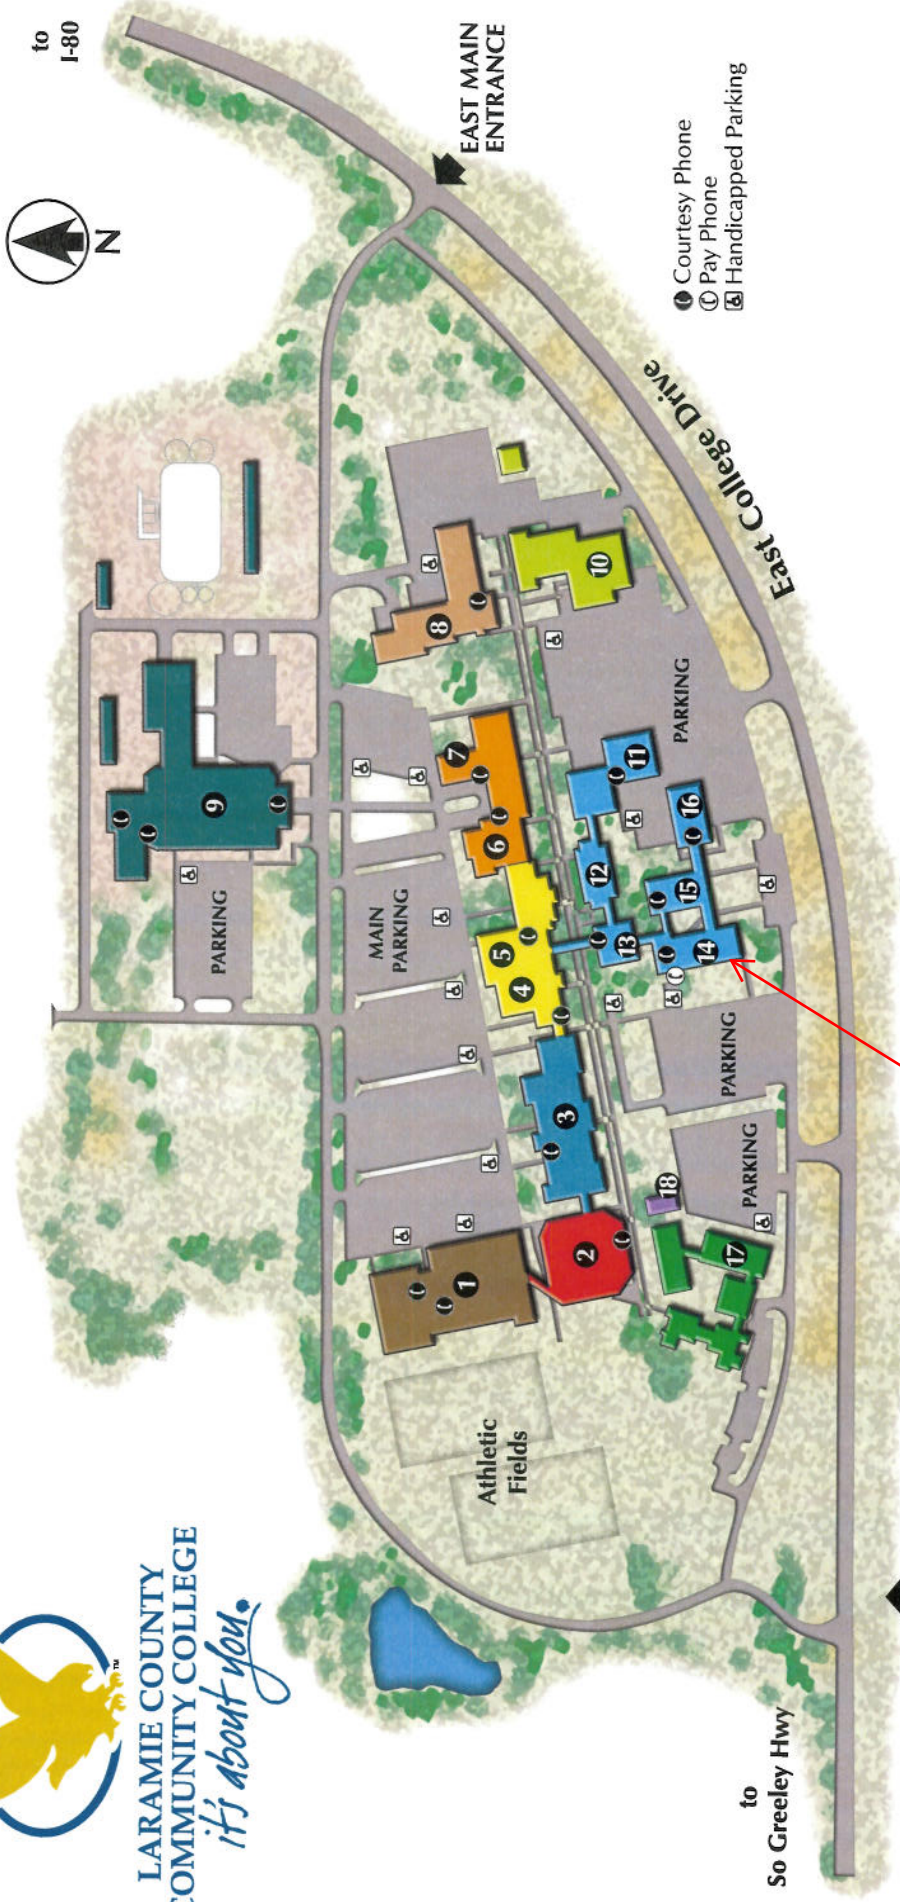 LARAMIE COUNTY
COMMUNITY COLLEGE
it's about you.
TM
N
to
I-80
EAST MAIN
ENTRANCE
Courtesy Phone
Pay Phone
Handicapped Parking
East College Drive
9
PARKING
MAIN
PARKING
8
10
7
6
5
4
3
2
1
11
12
13
14
15
16
17
18
PARKING
PARKING
PARKING
Athletic
Fields
to
So Greeley Hwy